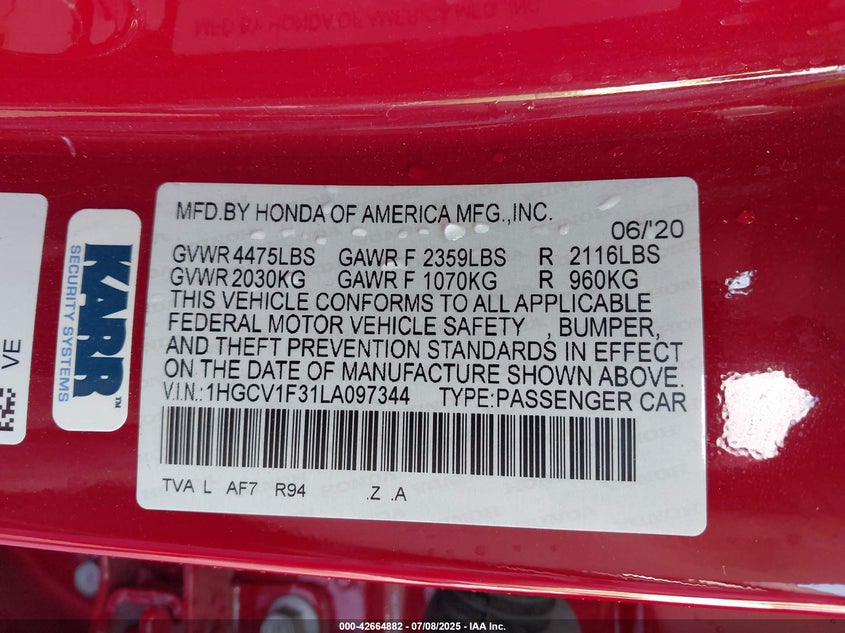 MFD.BY HONDA OF AMERICA MFG.,INC.
06/'20
GVWR 4475LBS GAWR F 2359LBS R 2116LBS
GVWR 2030KG GAWR F 1070KG R 960KG
THIS VEHICLE CONFORMS TO ALL APPLICABLE
FEDERAL MOTOR VEHICLE SAFETY , BUMPER,
AND THEFT PREVENTION STANDARDS IN EFFECT
ON THE DATE OF MANUFACTURE SHOWN ABOVE.
V.I.N.: 1HGCV1F31LA097344 TYPE:PASSENGER CAR
TVA L AF7 R94 .Z .A
KARR™
SECURITY SYSTEMS
VE
000-42664882 - 07/08/2025 - IAA Inc.